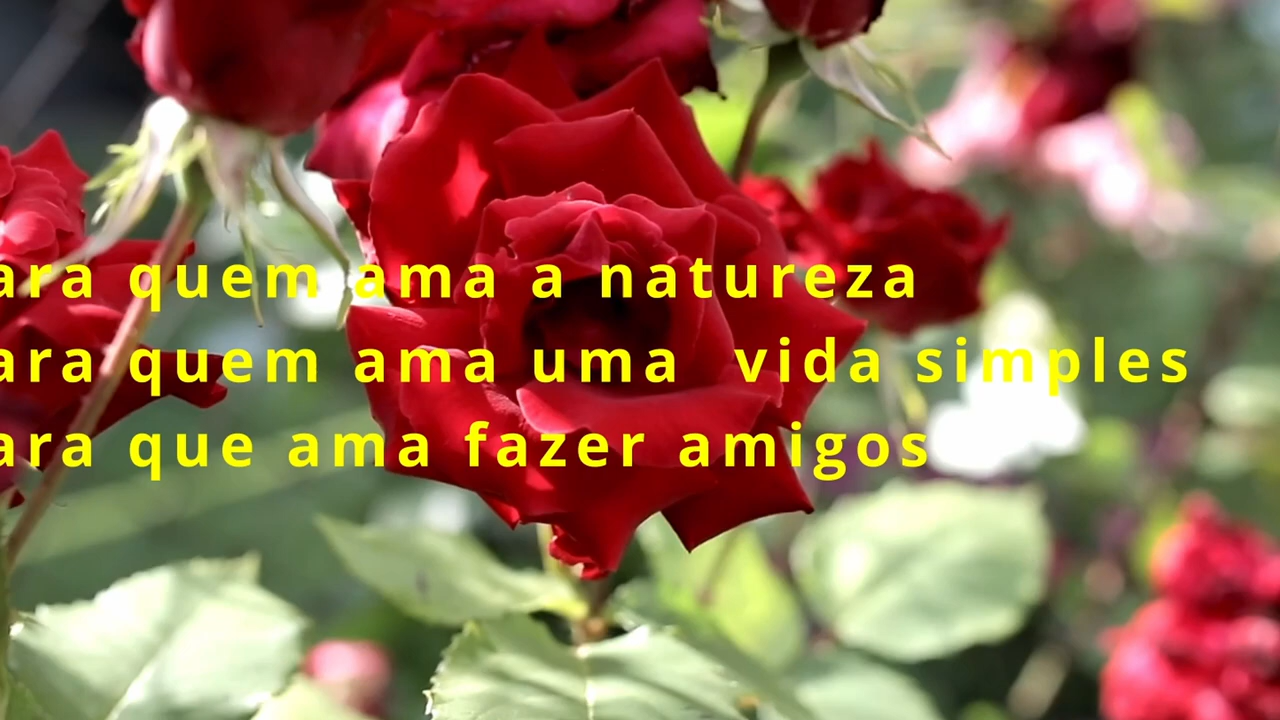 ara quem ama a natureza
ara quem ama uma vida simples
ara que ama fazer amigos